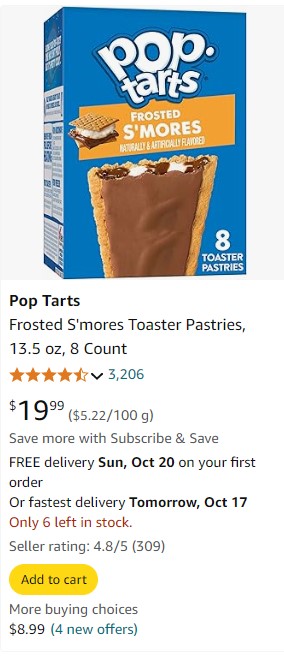 POP.
tarts
FROSTED
S'MORES
NATURALLY & ARTIFICIALLY FLAVORED
8
TOASTER
PASTRIES
Pop Tarts
Frosted S'mores Toaster Pastries,
13.5 oz, 8 Count
3,206
$19.99 ($5.22/100 g)
Save more with Subscribe & Save
FREE delivery Sun, Oct 20 on your first
order
Or fastest delivery Tomorrow, Oct 17
Only 6 left in stock.
Seller rating: 4.8/5 (309)
Add to cart
More buying choices
$8.99 (4 new offers)